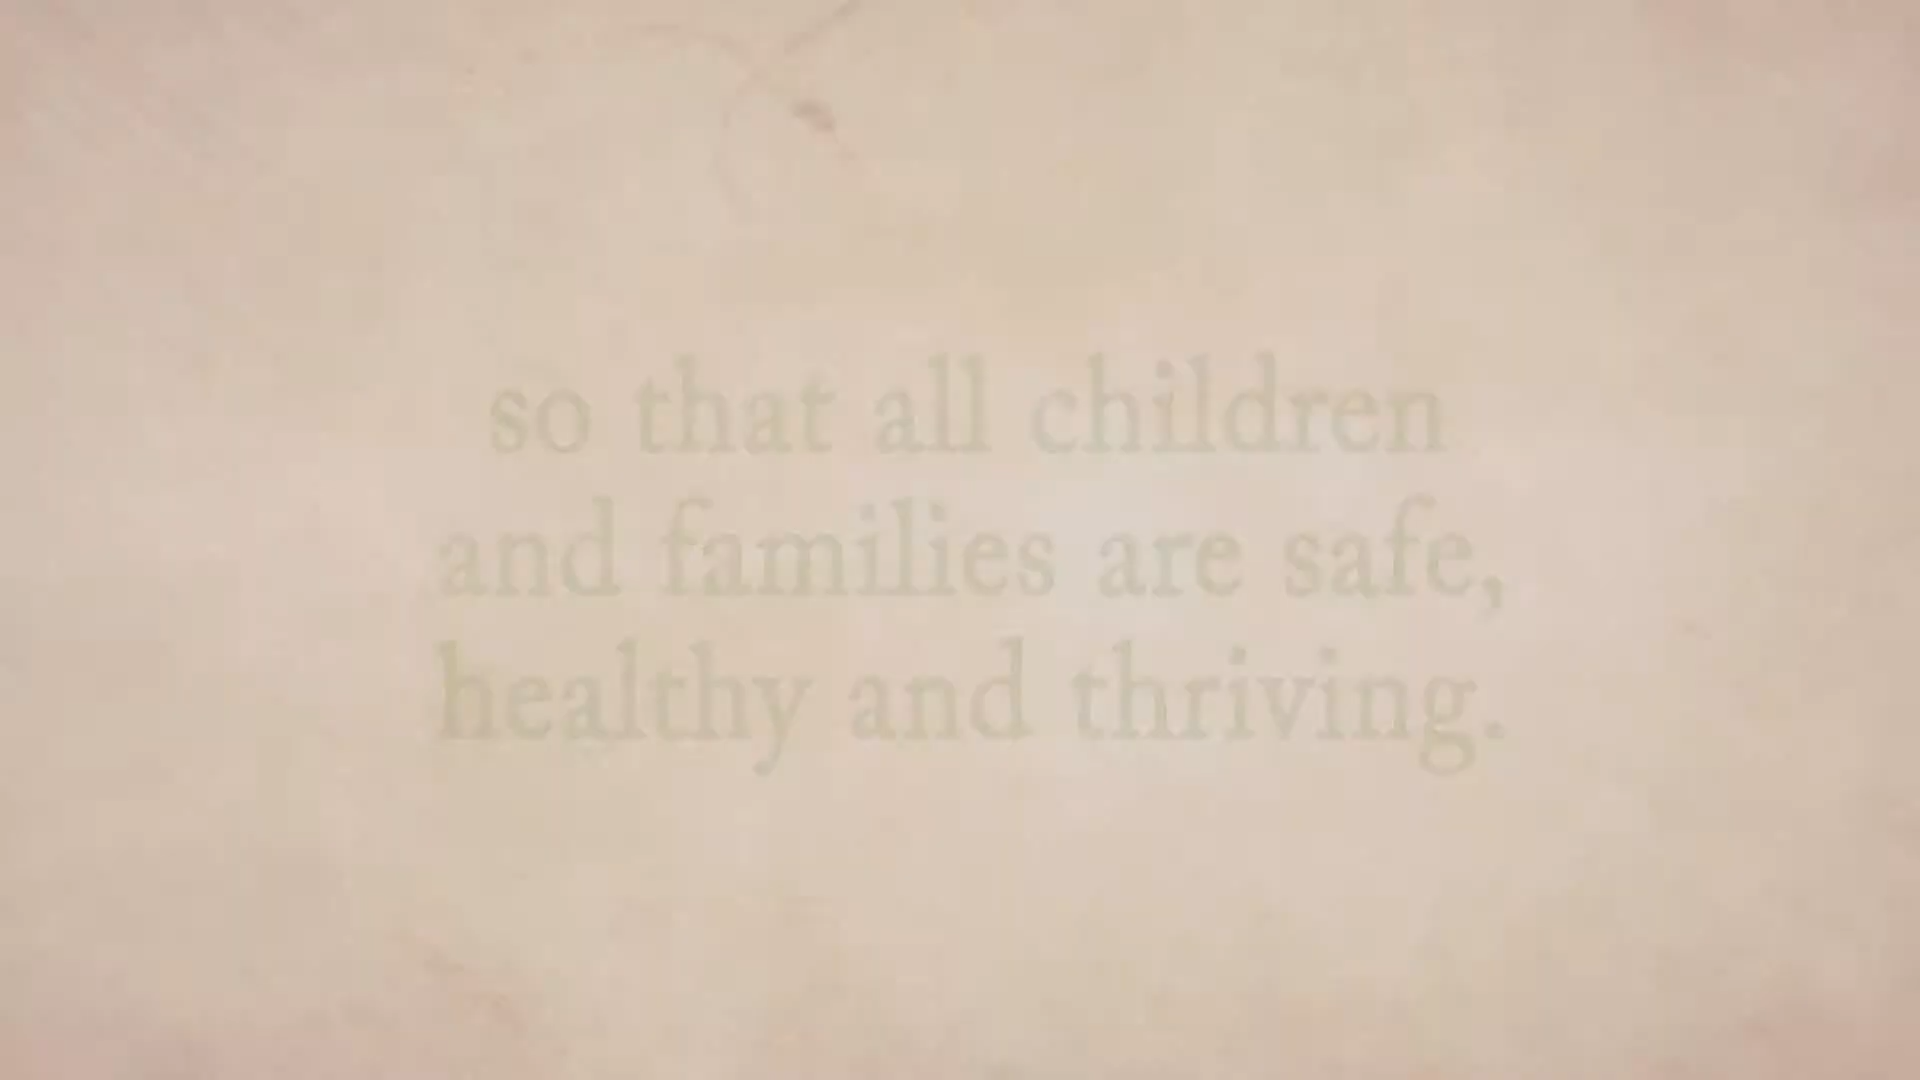 so that all children
and families are safe,
healthy and thriving.